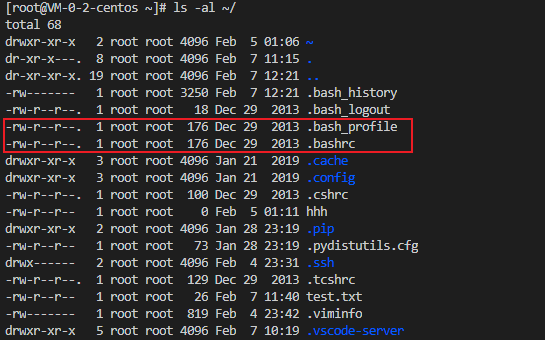 [root@VM-0-2-centos ~]# ls -al ~/
total 68
drwxr-xr-x   2 root root 4096 Feb  5 01:06 ~
dr-xr-x---.  8 root root 4096 Feb  7 11:15 .
dr-xr-xr-x. 19 root root 4096 Feb  7 12:21 ..
-rw-------   1 root root 3250 Feb  7 12:21 .bash_history
-rw-r--r--.  1 root root   18 Dec 29  2013 .bash_logout
-rw-r--r--.  1 root root  176 Dec 29  2013 .bash_profile
-rw-r--r--.  1 root root  176 Dec 29  2013 .bashrc
drwxr-xr-x   3 root root 4096 Jan 21  2019 .cache
drwxr-xr-x   3 root root 4096 Jan 21  2019 .config
-rw-r--r--.  1 root root  100 Dec 29  2013 .cshrc
-rw-r--r--   1 root root    0 Feb  5 01:11 hhh
drwxr-xr-x   2 root root 4096 Jan 28 23:19 .pip
-rw-r--r--   1 root root   73 Jan 28 23:19 .pydistutils.cfg
drwx------   2 root root 4096 Feb  4 23:31 .ssh
-rw-r--r--.  1 root root  129 Dec 29  2013 .tcshrc
-rw-r--r--   1 root root   26 Feb  7 11:40 test.txt
-rw-------   1 root root  819 Feb  4 23:42 .viminfo
drwxr-xr-x   5 root root 4096 Feb  7 10:19 .vscode-server